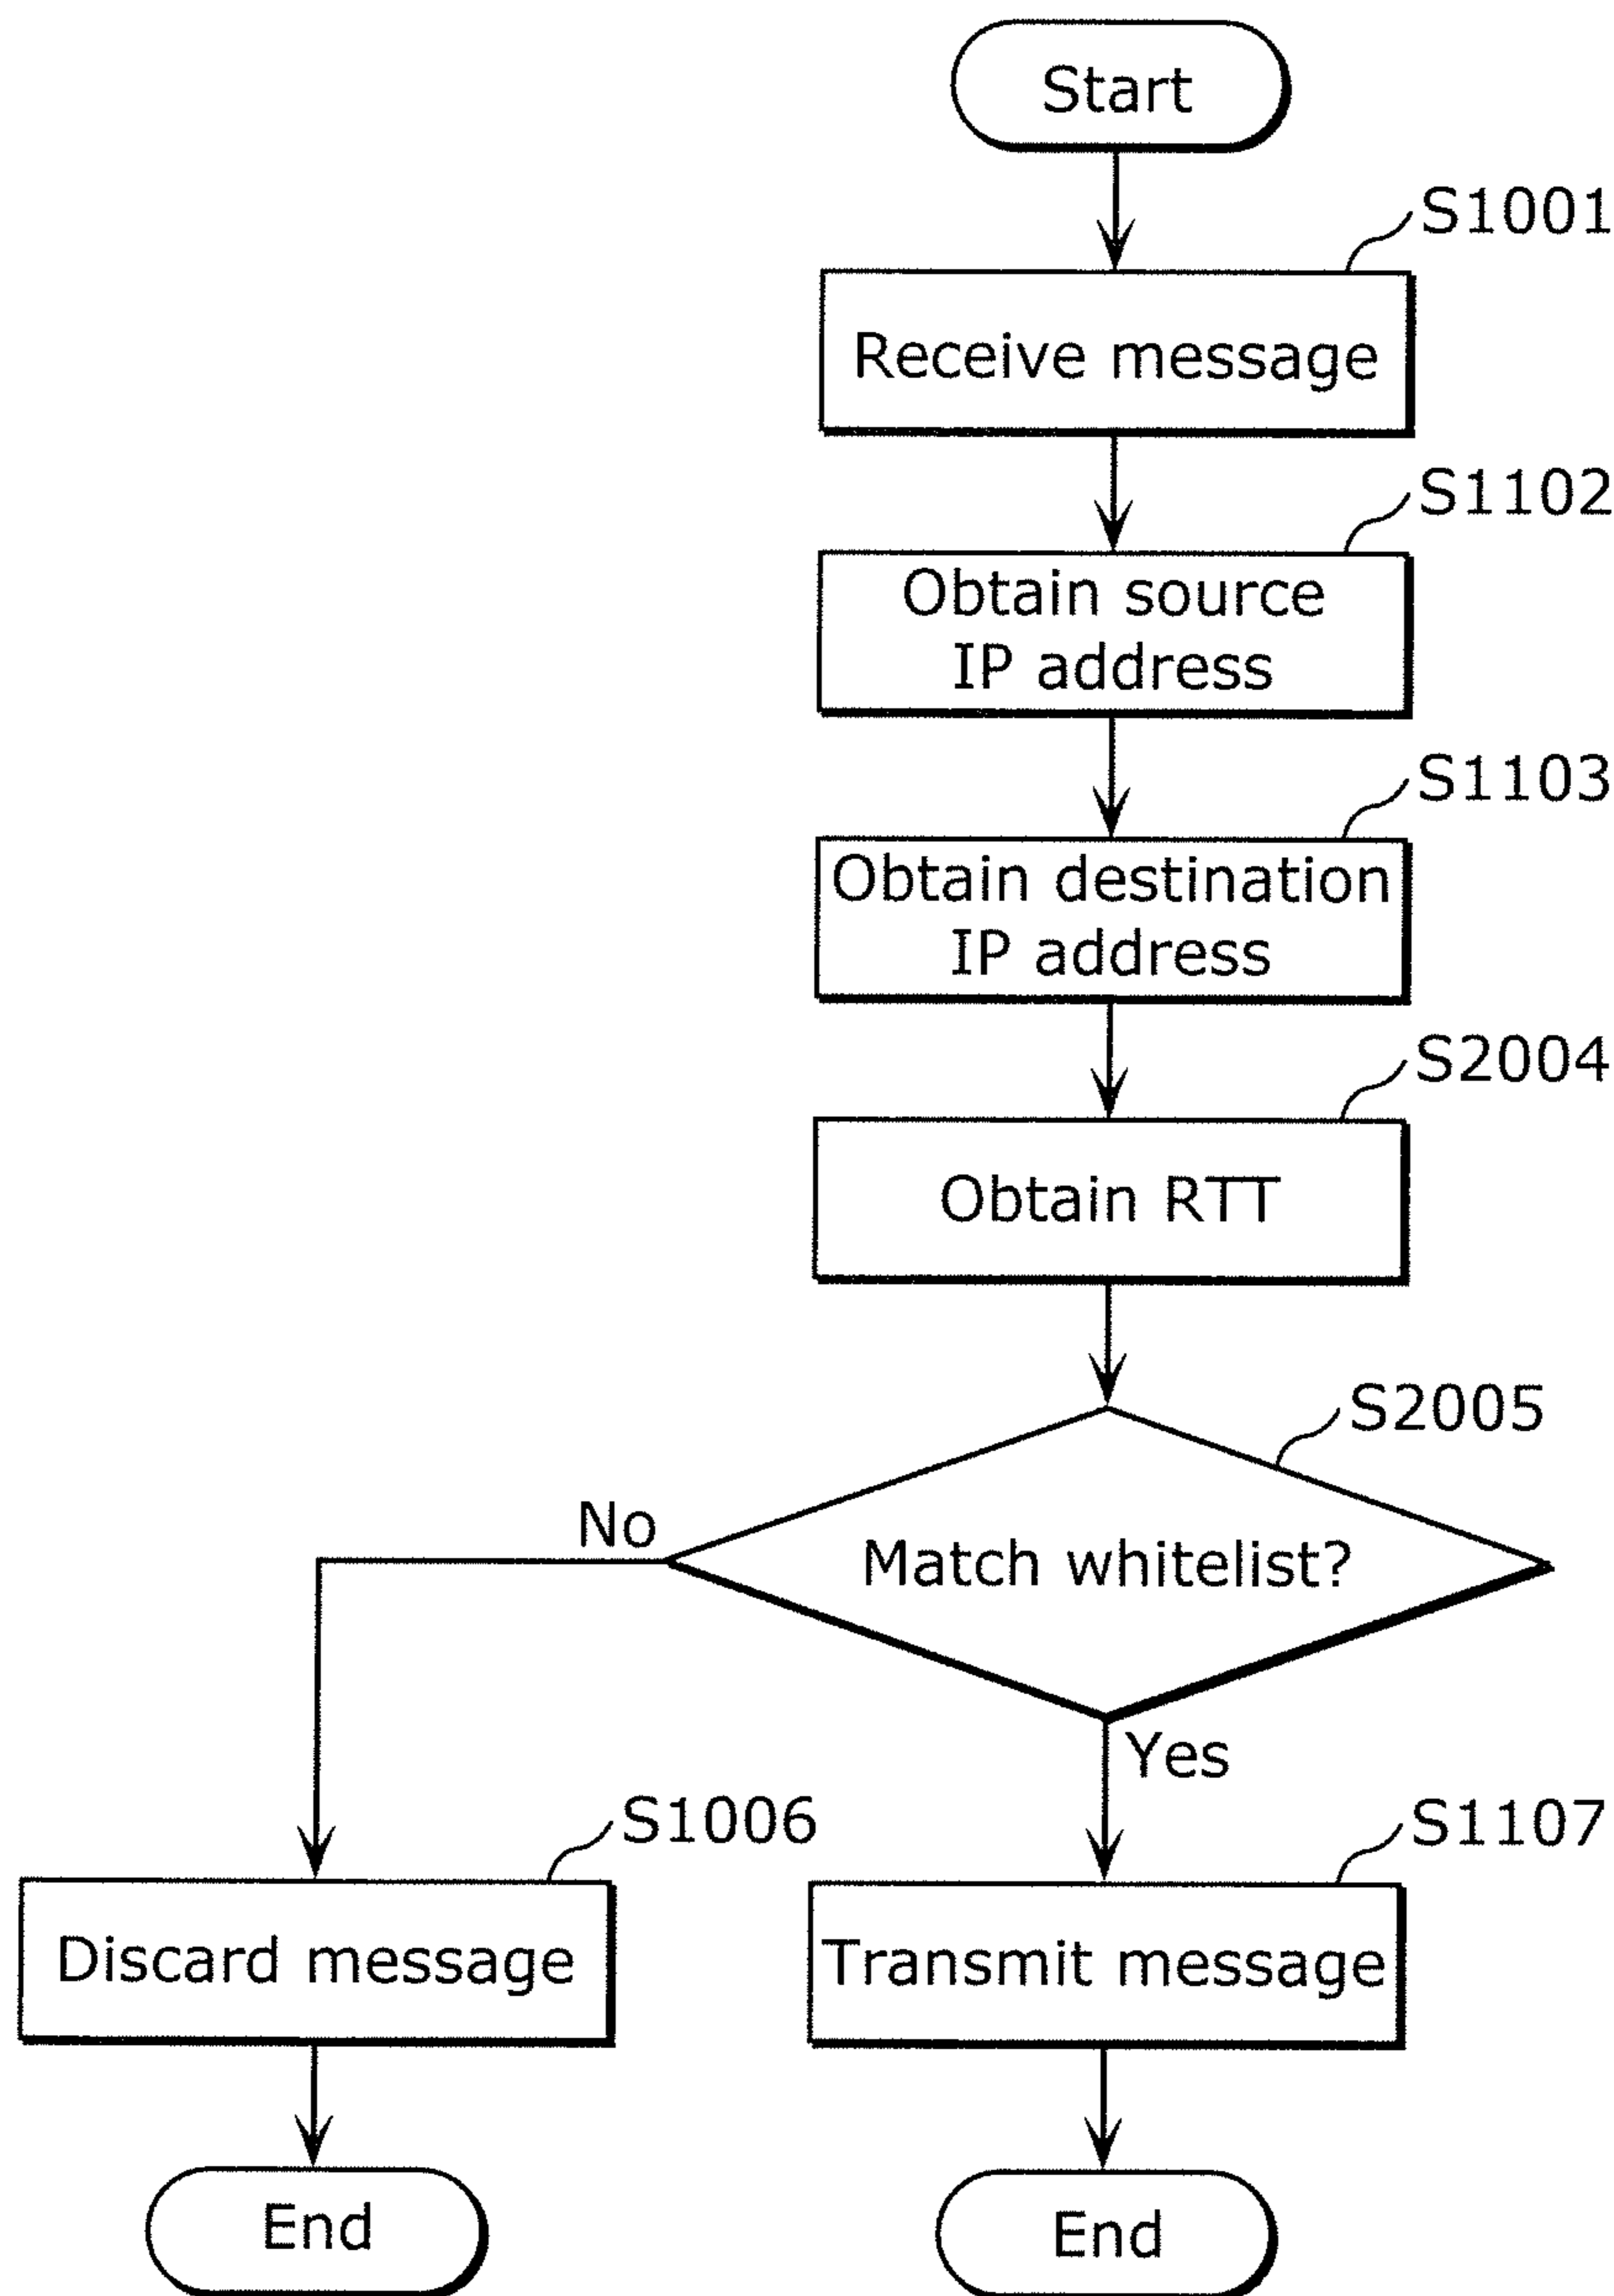 Start
S1001
Receive message
S1102
Obtain source
IP address
S1103
Obtain destination
IP address
S2004
Obtain RTT
S2005
Match whitelist?
No
Yes
S1006
Discard message
S1107
Transmit message
End
End